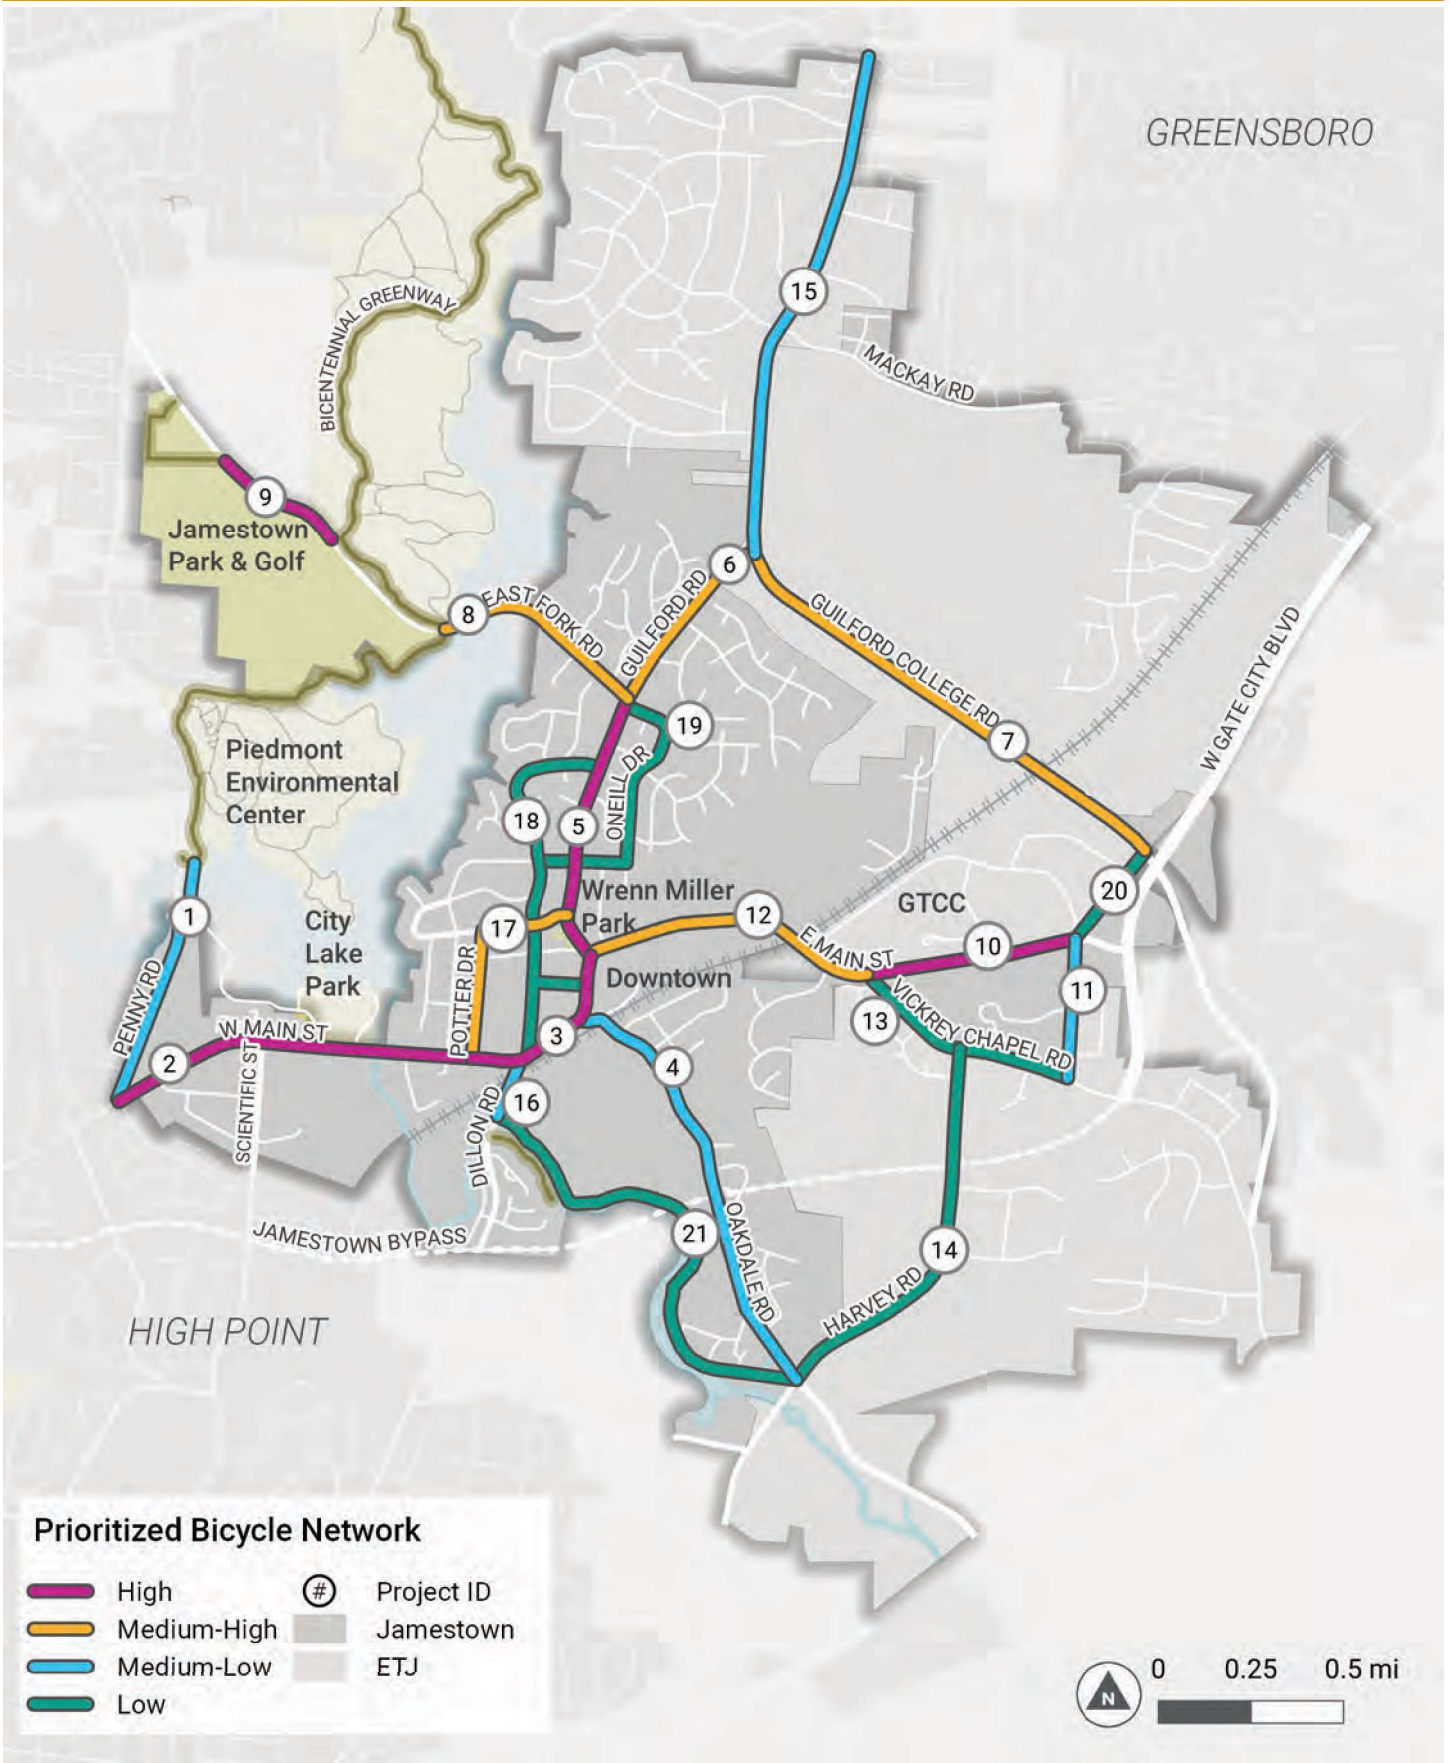 GREENSBORO
15
MACKAY RD
BICENTENNIAL GREENWAY
9
Jamestown
Park & Golf
6
8
EAST FORK RD
GUILFORD RD
GUILFORD COLLEGE RD
W GATE CITY BLVD
19
7
Piedmont
Environmental
Center
ONEILL DR
18
5
20
Wrenn Miller
Park
GTCC
1
City
Lake
Park
17
12
E MAIN ST
10
POTTER DR
Downtown
11
PENNY RD
VICKREY CHAPEL RD
13
W MAIN ST
3
2
4
SCIENTIFIC ST
DILLON RD
16
JAMESTOWN BYPASS
21
OAKDALE RD
14
HARVEY RD
HIGH POINT
Prioritized Bicycle Network
High
# Project ID
Medium-High
Jamestown
Medium-Low
ETJ
Low
N
0 0.25 0.5 mi